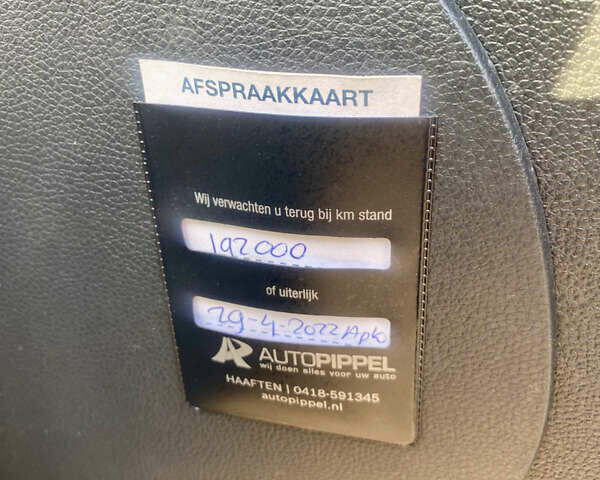 AFSPRAAKKAART
Wij verwachten u terug bij km stand
192000
of uiterlijk
29-4-2022 Apk
AUTOPIPPEL
wij doen alles voor uw auto
HAAFTEN | 0418-591345
autopippel.nl